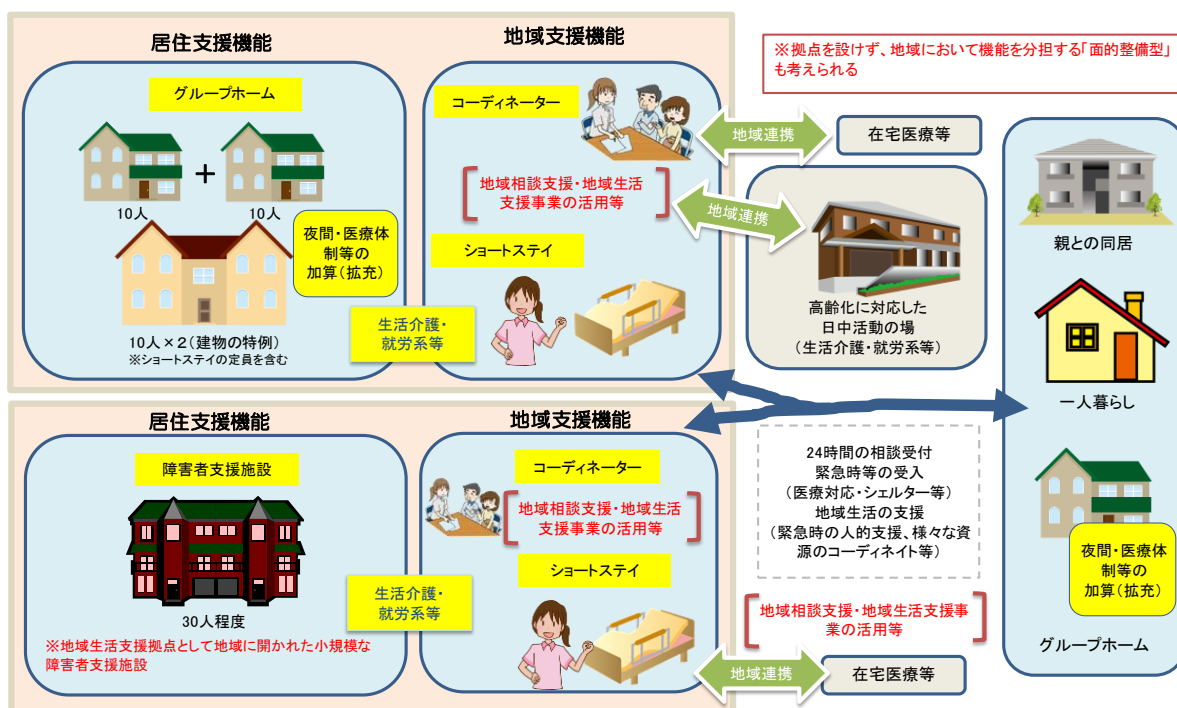 居住支援機能
グループホーム
+
10人
10人
夜間・医療体
制等の
加算(拡充)
10人×2(建物の特例)
※ショートステイの定員を含む
生活介護・
就労系等
地域支援機能
コーディネーター
地域相談支援・地域生活
支援事業の活用等
ショートステイ
※拠点を設けず、地域において機能を分担する「面的整備型」
も考えられる
地域連携
在宅医療等
地域連携
高齢化に対応した
日中活動の場
(生活介護・就労系等)
親との同居
一人暮らし
夜間・医療体
制等の
加算(拡充)
グループホーム
居住支援機能
障害者支援施設
30人程度
※地域生活支援拠点として地域に開かれた小規模な
障害者支援施設
生活介護・
就労系等
地域支援機能
コーディネーター
地域相談支援・地域生活
支援事業の活用等
ショートステイ
24時間の相談受付
緊急時等の受入
(医療対応・シェルター等)
地域生活の支援
(緊急時の人的支援、様々な資
源のコーディネイト等)
地域相談支援・地域生活支援事
業の活用等
地域連携
在宅医療等